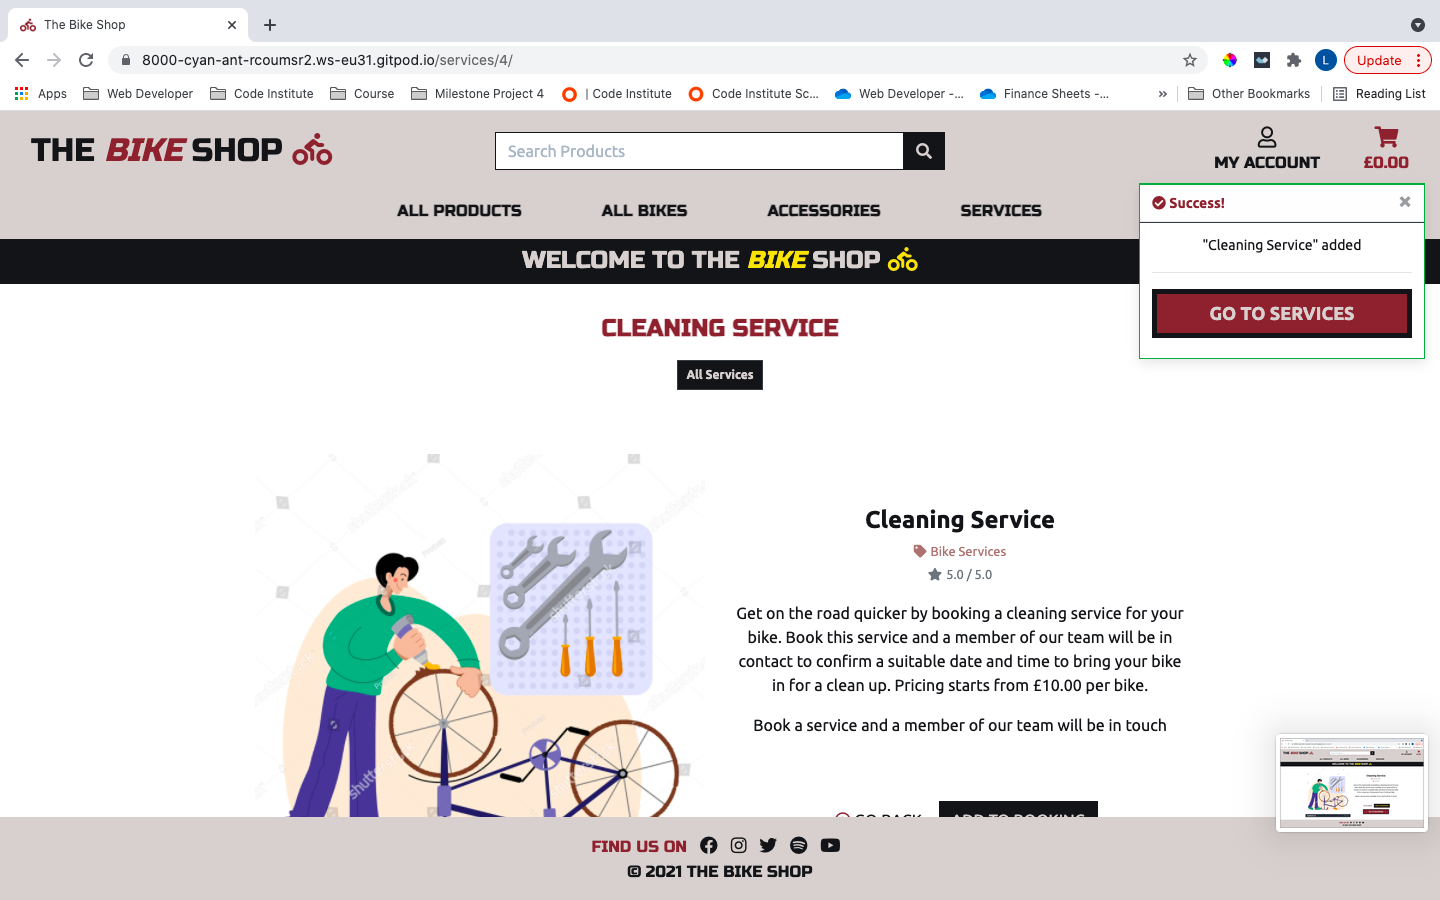 The Bike Shop
8000-cyan-ant-rcoumsr2.ws-eu31.gitpod.io/services/4/
L
Update
Apps
Web Developer
Code Institute
Course
Milestone Project 4
| Code Institute
Code Institute Sc...
Web Developer -...
Finance Sheets -...
»
Other Bookmarks
Reading List
THE BIKE SHOP
Search Products
MY ACCOUNT
£0.00
ALL PRODUCTS
ALL BIKES
ACCESSORIES
SERVICES
Success!
"Cleaning Service" added
GO TO SERVICES
WELCOME TO THE BIKE SHOP
CLEANING SERVICE
All Services
Cleaning Service
Bike Services
5.0 / 5.0
Get on the road quicker by booking a cleaning service for your
bike. Book this service and a member of our team will be in
contact to confirm a suitable date and time to bring your bike
in for a clean up. Pricing starts from £10.00 per bike.
Book a service and a member of our team will be in touch
GO BACK
ADD TO BOOKING
FIND US ON
© 2021 THE BIKE SHOP